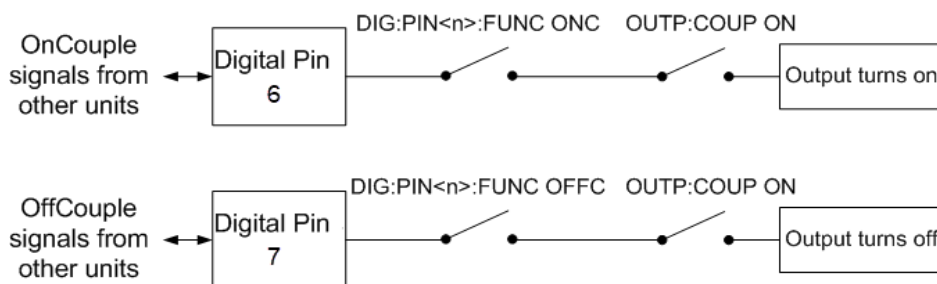 DIG:PIN<n>:FUNC ONC OUTP:COUP ON
OnCouple
signals from
other units
Digital Pin
6
Output turns on
DIG:PIN<n>:FUNC OFFC OUTP:COUP ON
OffCouple
signals from
other units
Digital Pin
7
Output turns off